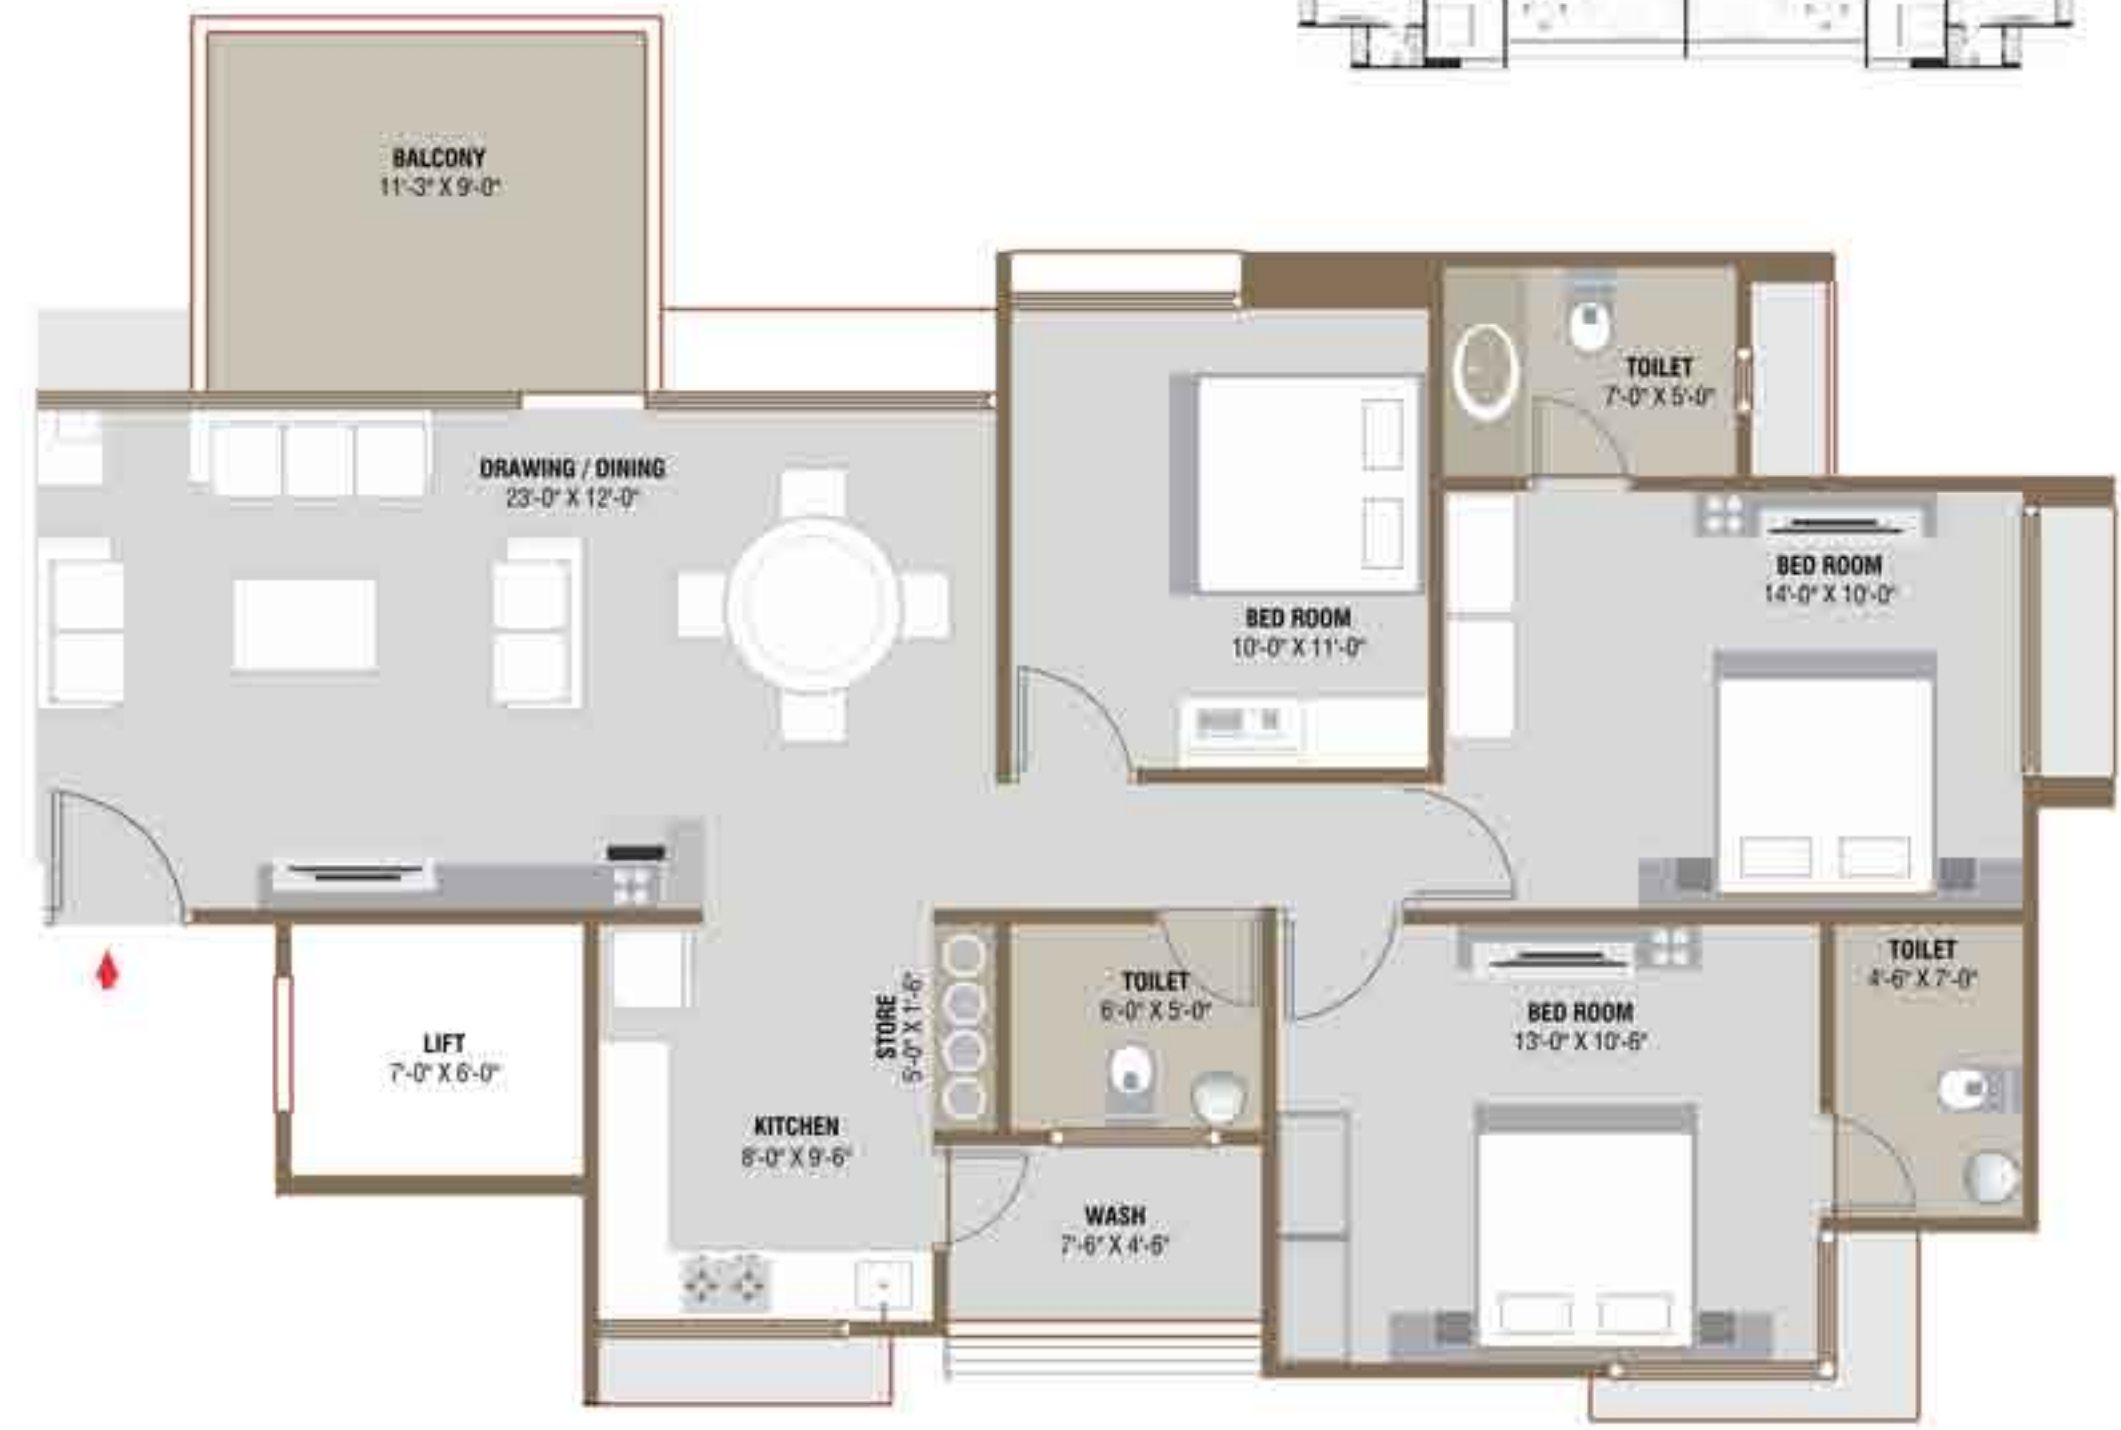 BALCONY
11'-3" X 9'-0"
TOILET
7'-0" X 5'-0"
DRAWING / DINING
23'-0" X 12'-0"
BED ROOM
14'-0" X 10'-0"
BED ROOM
10'-0" X 11'-0"
TOILET
4'-6" X 7'-0"
TOILET
6'-0" X 5'-0"
BED ROOM
13'-0" X 10'-6"
STORE
5'-0" X 1'-6"
LIFT
7'-0" X 6'-0"
KITCHEN
8'-0" X 9'-6"
WASH
7'-6" X 4'-6"